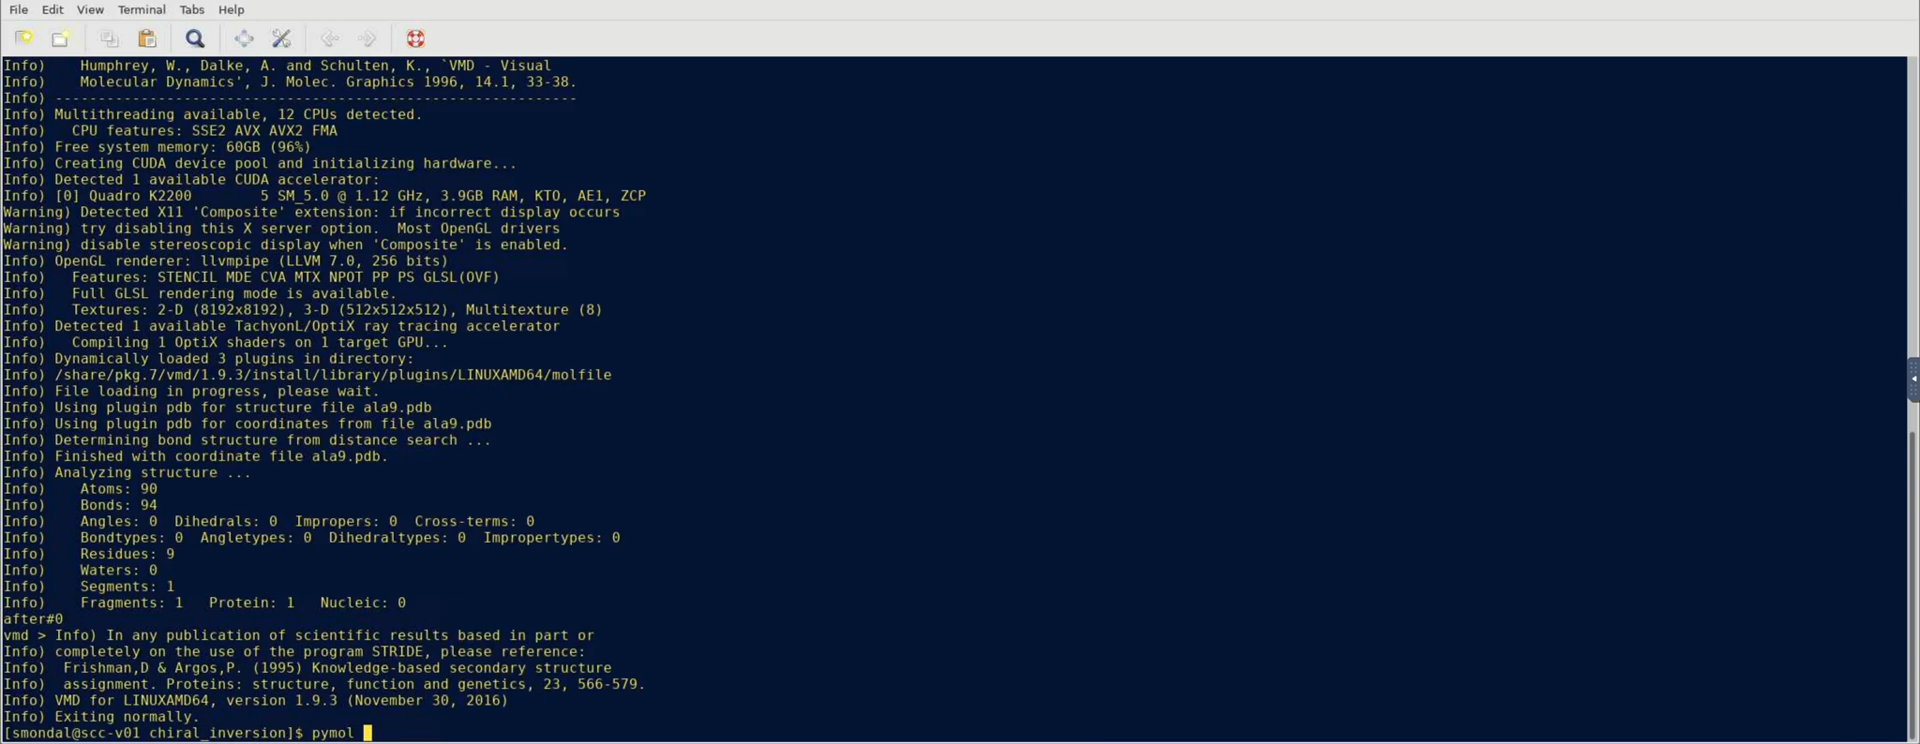 File Edit View Terminal Tabs Help
Info)    Humphrey, W., Dalke, A. and Schulten, K., `VMD - Visual
Info)    Molecular Dynamics', J. Molec. Graphics 1996, 14.1, 33-38.
Info) -------------------------------------------------------------
Info) Multithreading available, 12 CPUs detected.
Info)   CPU features: SSE2 AVX AVX2 FMA
Info) Free system memory: 60GB (96%)
Info) Creating CUDA device pool and initializing hardware...
Info) Detected 1 available CUDA accelerator:
Info) [0] Quadro K2200        5 SM_5.0 @ 1.12 GHz, 3.9GB RAM, KTO, AE1, ZCP
Warning) Detected X11 'Composite' extension: if incorrect display occurs
Warning) try disabling this X server option.  Most OpenGL drivers
Warning) disable stereoscopic display when 'Composite' is enabled.
Info) OpenGL renderer: llvmpipe (LLVM 7.0, 256 bits)
Info)   Features: STENCIL MDE CVA MTX NPOT PP PS GLSL(OVF)
Info)   Full GLSL rendering mode is available.
Info)   Textures: 2-D (8192x8192), 3-D (512x512x512), Multitexture (8)
Info) Detected 1 available TachyonL/OptiX ray tracing accelerator
Info)   Compiling 1 OptiX shaders on 1 target GPU...
Info) Dynamically loaded 3 plugins in directory:
Info) /share/pkg.7/vmd/1.9.3/install/library/plugins/LINUXAMD64/molfile
Info) File loading in progress, please wait.
Info) Using plugin pdb for structure file ala9.pdb
Info) Using plugin pdb for coordinates from file ala9.pdb
Info) Determining bond structure from distance search ...
Info) Finished with coordinate file ala9.pdb.
Info) Analyzing structure ...
Info)    Atoms: 90
Info)    Bonds: 94
Info)    Angles: 0  Dihedrals: 0  Impropers: 0  Cross-terms: 0
Info)    Bondtypes: 0  Angletypes: 0  Dihedraltypes: 0  Impropertypes: 0
Info)    Residues: 9
Info)    Waters: 0
Info)    Segments: 1
Info)    Fragments: 1   Protein: 1   Nucleic: 0
after#0
vmd > Info) In any publication of scientific results based in part or
Info) completely on the use of the program STRIDE, please reference:
Info)  Frishman,D & Argos,P. (1995) Knowledge-based secondary structure
Info)  assignment. Proteins: structure, function and genetics, 23, 566-579.
Info) VMD for LINUXAMD64, version 1.9.3 (November 30, 2016)
Info) Exiting normally.
[smondal@scc-v01 chiral_inversion]$ pymol